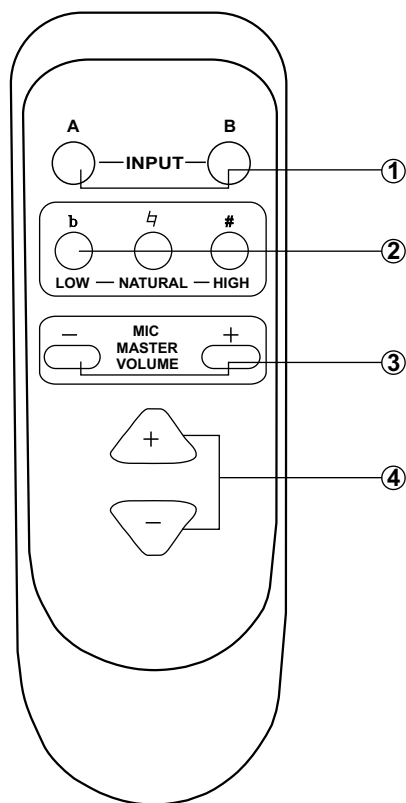 A B
INPUT
①
b ♮ #
②
LOW — NATURAL — HIGH
− MIC +
MASTER
VOLUME
③
+
④
−